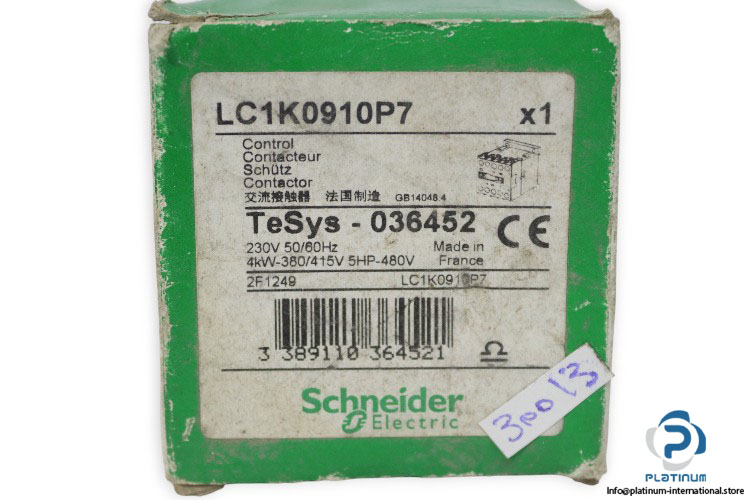 LC1K0910P7 x1
Control
Contacteur
Schütz
Contactor
交流接触器 法国制造 GB14048.4
TeSys - 036452 CE
230V 50/60Hz Made in
4kW-380/415V 5HP-480V France
2F1249 LC1K0910P7
3 389110 364521
Schneider
Electric
30013
PLATINUM
Info@platinum-international.store